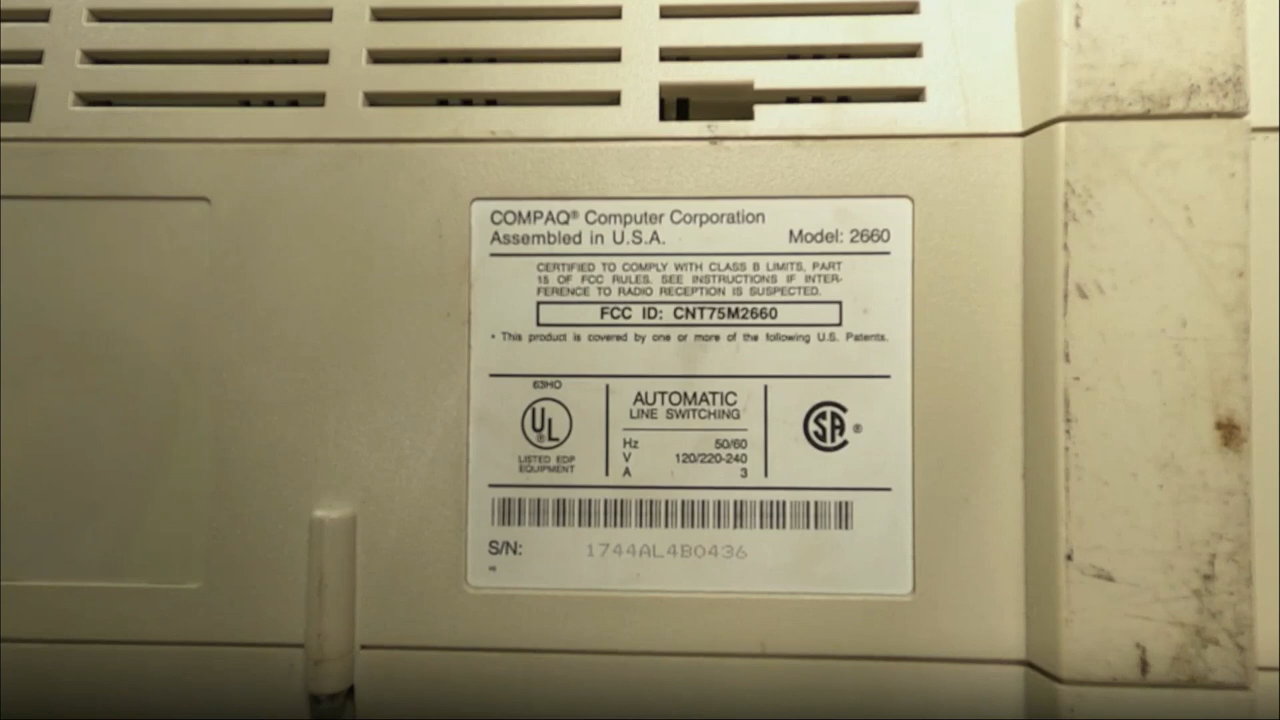 COMPAQ® Computer Corporation
Assembled in U.S.A.
Model: 2660
CERTIFIED TO COMPLY WITH CLASS B LIMITS, PART
15 OF FCC RULES. SEE INSTRUCTIONS IF INTER-
FERENCE TO RADIO RECEPTION IS SUSPECTED.
FCC ID: CNT75M2660
• This product is covered by one or more of the following U.S. Patents.
63HO
UL®
LISTED EDP
EQUIPMENT
AUTOMATIC
LINE SWITCHING
Hz 50/60
V 120/220-240
A 3
SA®
S/N: 1744AL4B0436